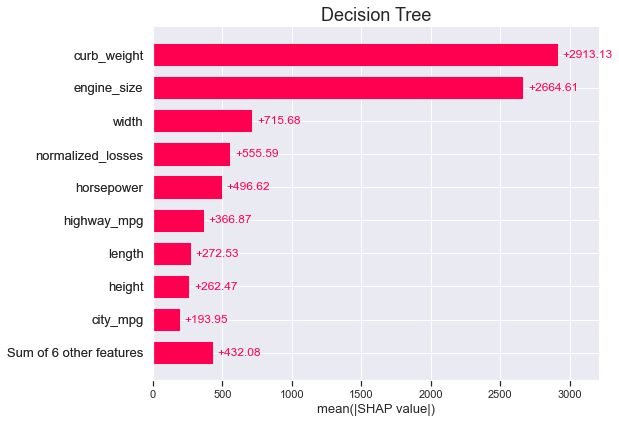 Decision Tree
curb_weight +2913.13
engine_size +2664.61
width +715.68
normalized_losses +555.59
horsepower +496.62
highway_mpg +366.87
length +272.53
height +262.47
city_mpg +193.95
Sum of 6 other features +432.08
0 500 1000 1500 2000 2500 3000
mean(|SHAP value|)